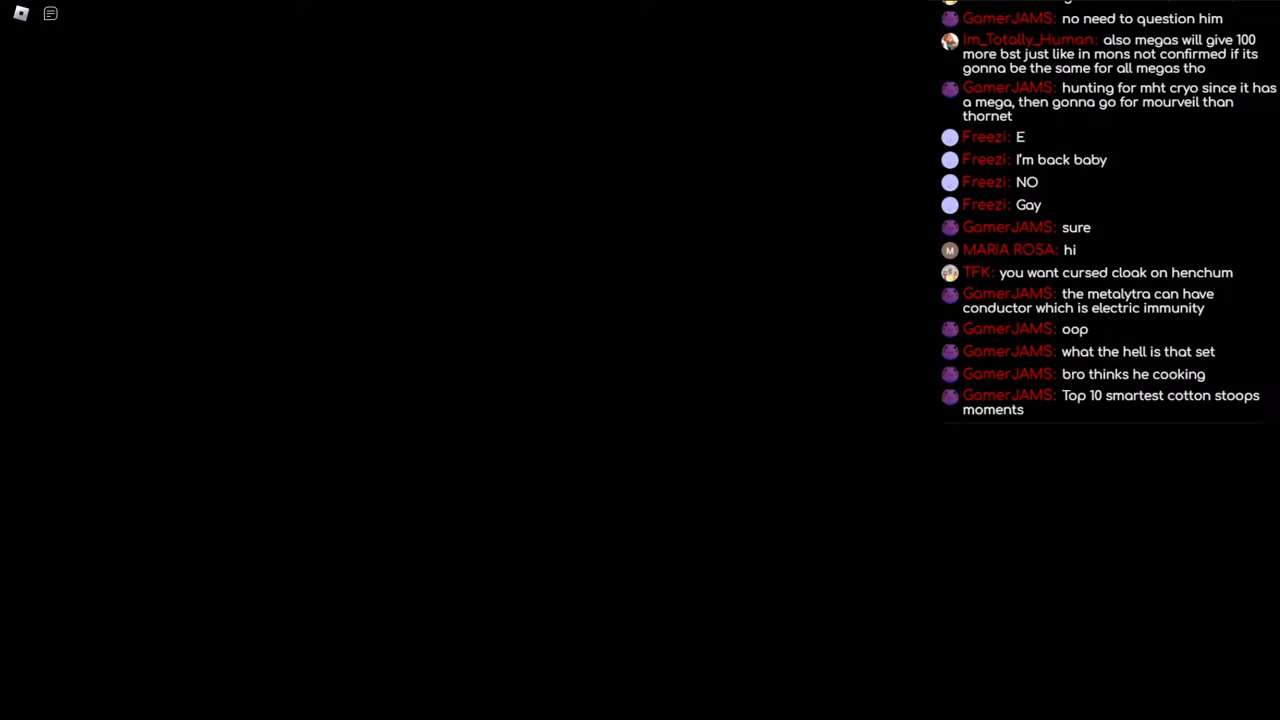 GamerJAMS: no need to question him
Im_Totally_Human: also megas will give 100
more bst just like in mons not confirmed if its
gonna be the same for all megas tho
GamerJAMS: hunting for mht cryo since it has
a mega, then gonna go for mourveil than
thornet
Freezi: E
Freezi: I'm back baby
Freezi: NO
Freezi: Gay
GamerJAMS: sure
M MARIA ROSA: hi
TFK: you want cursed cloak on henchum
GamerJAMS: the metalytra can have
conductor which is electric immunity
GamerJAMS: oop
GamerJAMS: what the hell is that set
GamerJAMS: bro thinks he cooking
GamerJAMS: Top 10 smartest cotton stoops
moments